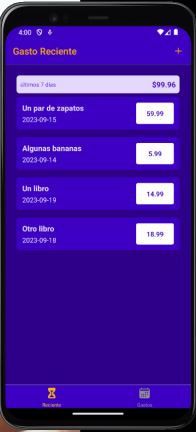 4:00
Gasto Reciente +
últimos 7 días $99.96
Un par de zapatos
2023-09-15
59.99
Algunas bananas
2023-09-14
5.99
Un libro
2023-09-19
14.99
Otro libro
2023-09-18
18.99
Reciente
Gastos